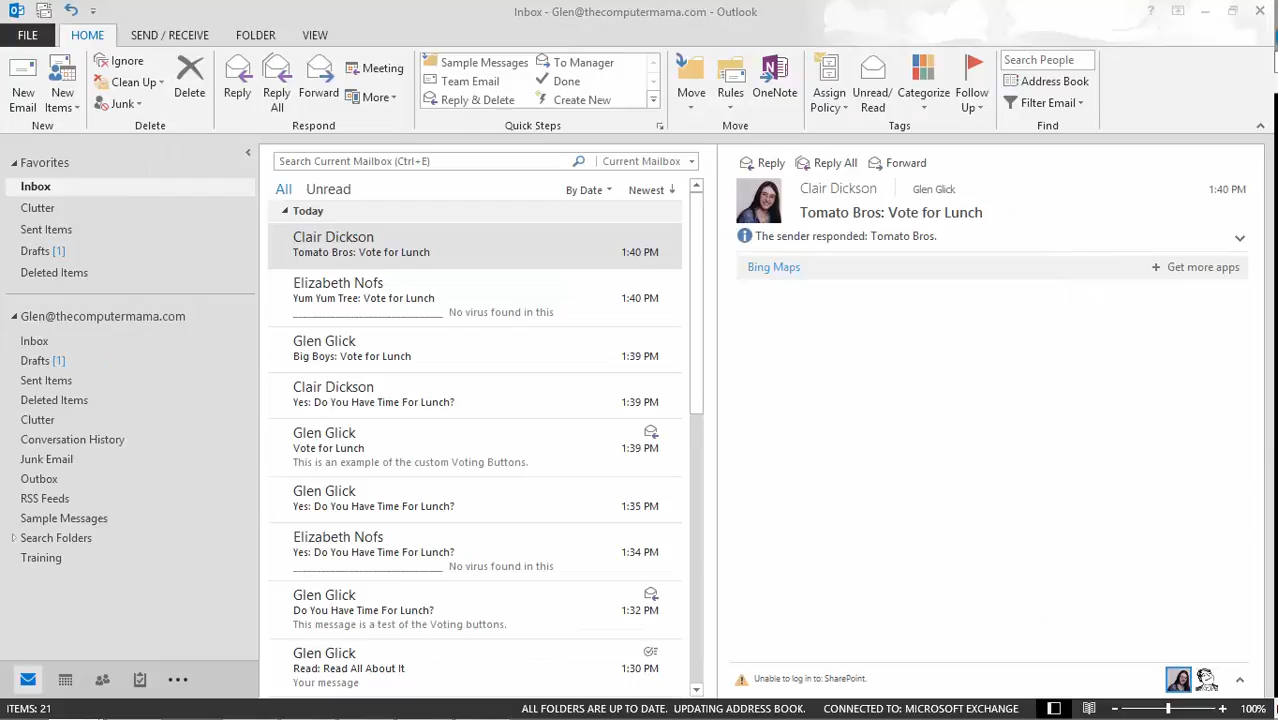 Inbox - Glen@thecomputermama.com - Outlook
FILE HOME SEND / RECEIVE FOLDER VIEW
New Email
New Items
Ignore
Clean Up
Junk
Delete
Reply
Reply All
Forward
Meeting
More
Sample Messages
Team Email
Reply & Delete
To Manager
Done
Create New
Move
Rules
OneNote
Assign Policy
Unread/ Read
Categorize
Follow Up
Search People
Address Book
Filter Email
New Delete Respond Quick Steps Move Tags Find
Favorites
Inbox
Clutter
Sent Items
Drafts [1]
Deleted Items
Glen@thecomputermama.com
Inbox
Drafts [1]
Sent Items
Deleted Items
Clutter
Conversation History
Junk Email
Outbox
RSS Feeds
Sample Messages
Search Folders
Training
Search Current Mailbox (Ctrl+E) Current Mailbox
All Unread By Date Newest
Today
Clair Dickson
Tomato Bros: Vote for Lunch 1:40 PM
Elizabeth Nofs
Yum Yum Tree: Vote for Lunch 1:40 PM
No virus found in this
Glen Glick
Big Boys: Vote for Lunch 1:39 PM
Clair Dickson
Yes: Do You Have Time For Lunch? 1:39 PM
Glen Glick
Vote for Lunch 1:39 PM
This is an example of the custom Voting Buttons.
Glen Glick
Yes: Do You Have Time For Lunch? 1:35 PM
Elizabeth Nofs
Yes: Do You Have Time For Lunch? 1:34 PM
No virus found in this
Glen Glick
Do You Have Time For Lunch? 1:32 PM
This message is a test of the Voting buttons.
Glen Glick
Read: Read All About It 1:30 PM
Your message
Reply Reply All Forward
Clair Dickson Glen Glick 1:40 PM
Tomato Bros: Vote for Lunch
The sender responded: Tomato Bros.
Bing Maps + Get more apps
Unable to log in to: SharePoint.
ITEMS: 21 ALL FOLDERS ARE UP TO DATE. UPDATING ADDRESS BOOK. CONNECTED TO: MICROSOFT EXCHANGE 100%